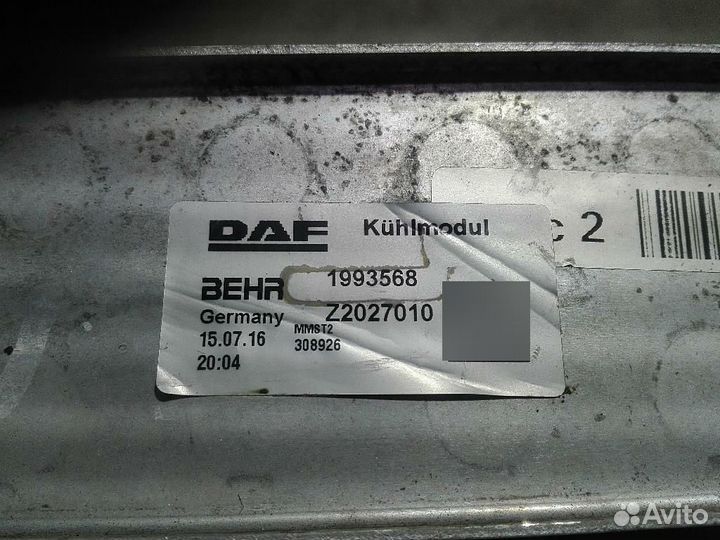 DAF Kühlmodul
BEHR 1993568
Germany Z2027010
15.07.16 MMST2
20:04 308926
c 2
Avito